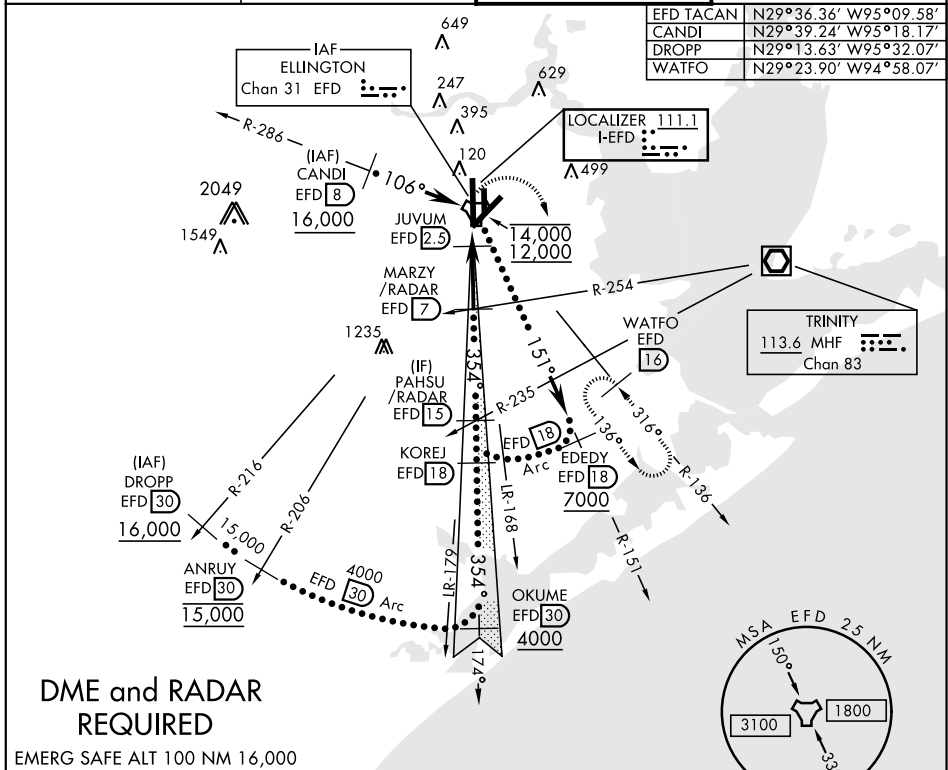 EFD TACAN N29°36.36' W95°09.58'
CANDI N29°39.24' W95°18.17'
DROPP N29°13.63' W95°32.07'
WATFO N29°23.90' W94°58.07'
649
IAF
ELLINGTON
Chan 31 EFD
247
629
395
LOCALIZER 111.1
I-EFD
R-286
(IAF)
CANDI
EFD 8
16,000
106°
120
499
2049
1549
JUVUM
EFD 2.5
14,000
12,000
MARZY
/RADAR
EFD 7
R-254
TRINITY
113.6 MHF
Chan 83
1235
WATFO
EFD
16
151°
354°
(IF)
PAHSU
/RADAR
EFD 15
R-235
316°
136°
KOREJ
EFD 18
EFD 18
Arc
EDEDY
EFD 18
7000
R-136
(IAF)
DROPP
EFD 30
16,000
R-216
R-206
LR-168
R-151
15,000
ANRUY
EFD 30
15,000
4000
EFD 30 Arc
LR-179
354°
OKUME
EFD 30
4000
174°
DME and RADAR
REQUIRED
EMERG SAFE ALT 100 NM 16,000
MSA EFD 25 NM
150°
3100
1800